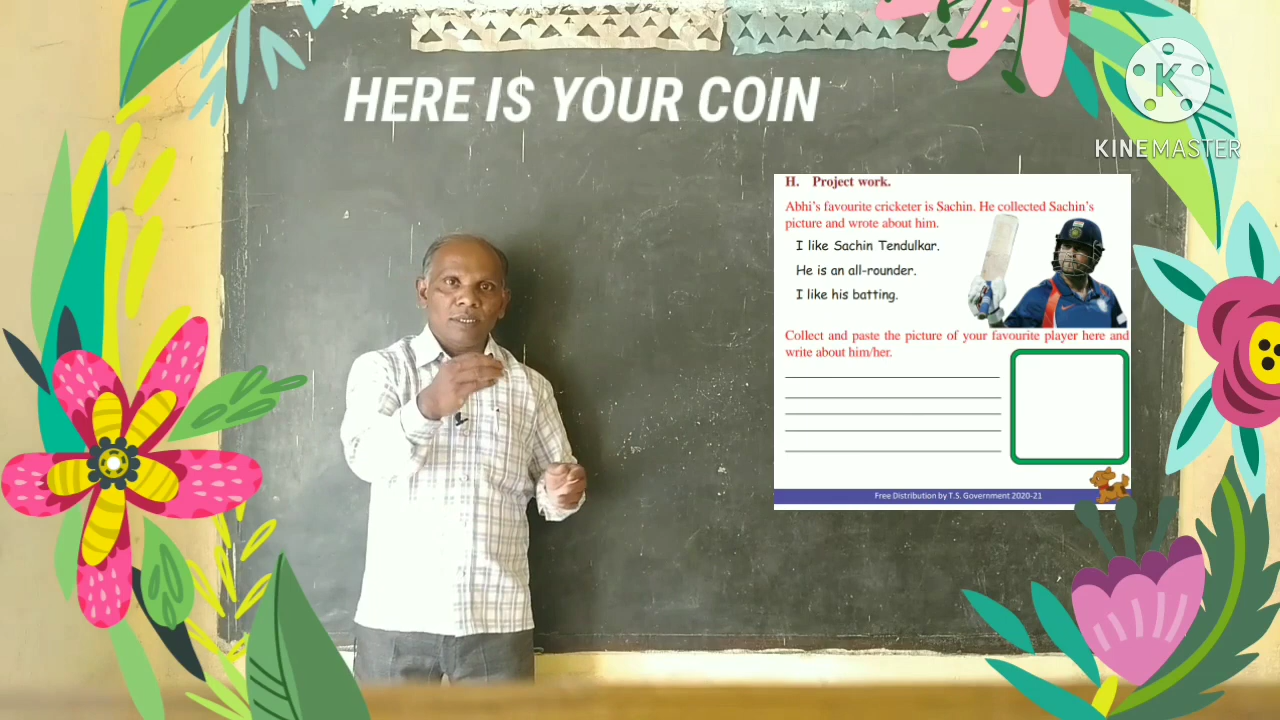 HERE IS YOUR COIN
K
KINEMASTER
H. Project work.
Abhi's favourite cricketer is Sachin. He collected Sachin's
picture and wrote about him.
I like Sachin Tendulkar.
He is an all-rounder.
I like his batting.
Collect and paste the picture of your favourite player here and
write about him/her.
Free Distribution by T.S. Government 2020-21